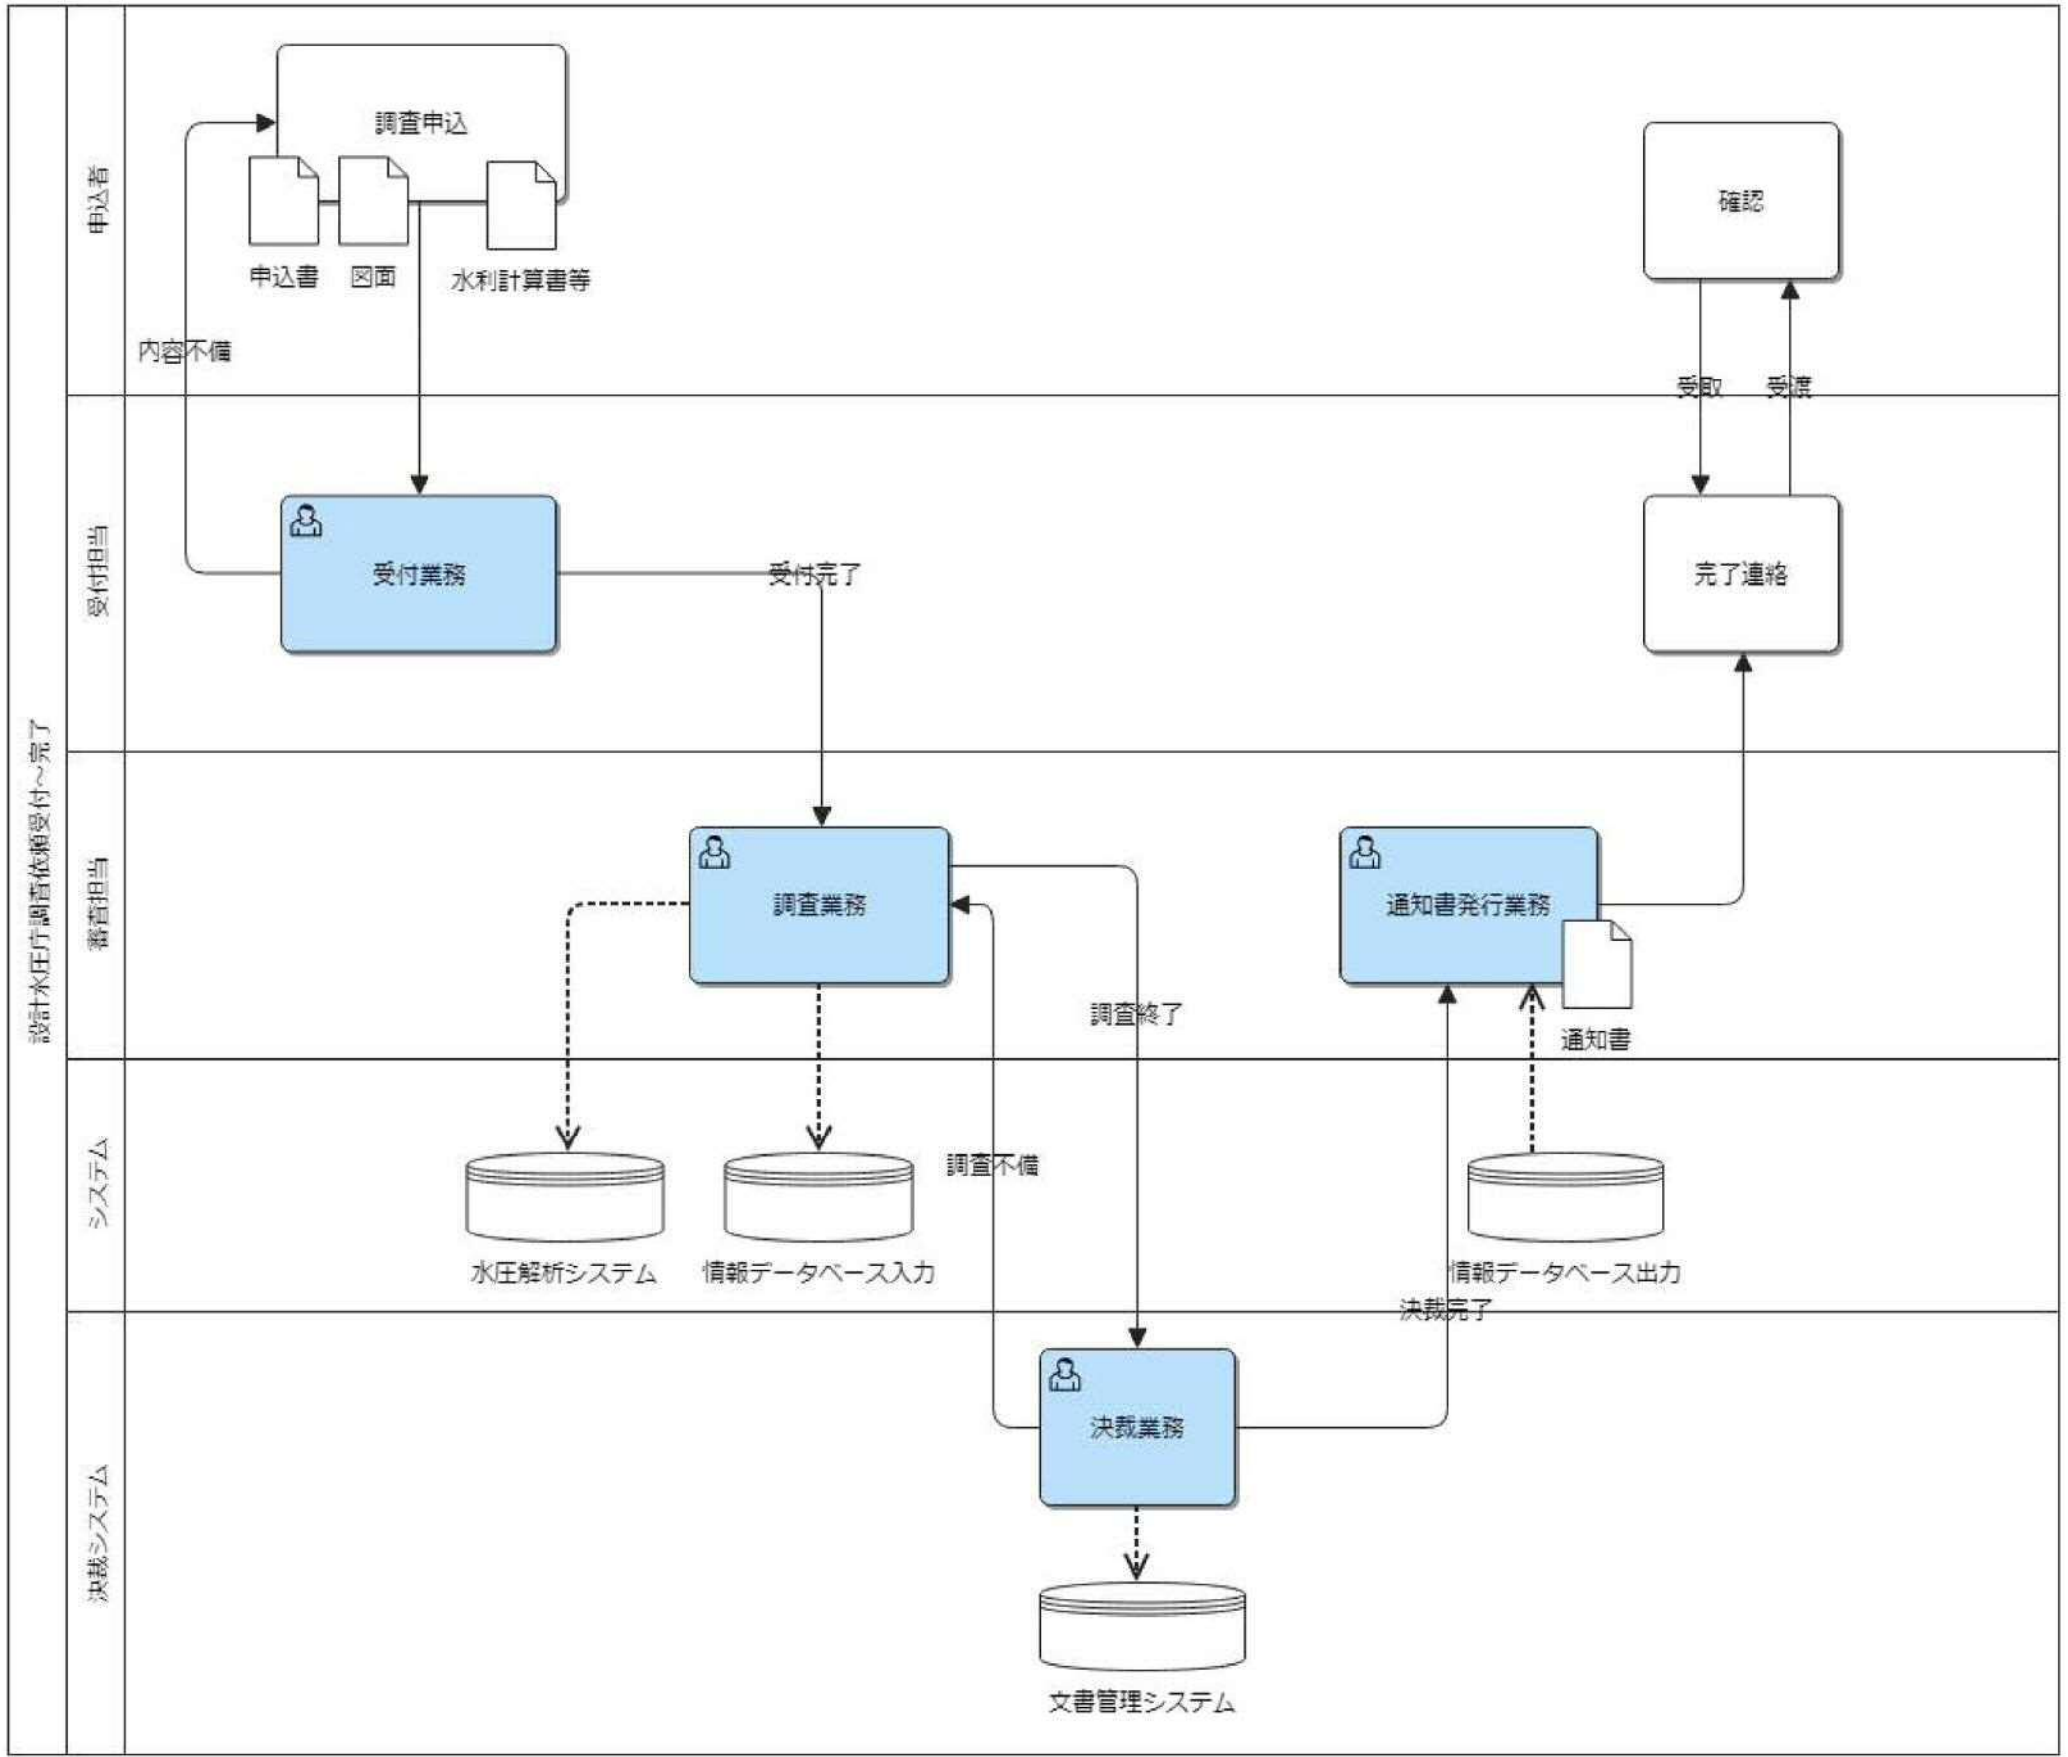 設計水圧庁調査依頼受付～完了
申込者
調査申込
申込書
図面
水利計算書等
内容不備
確認
受取
受渡
受付担当
受付業務
受付完了
完了連絡
審査担当
調査業務
通知書発行業務
調査終了
通知書
システム
調査不備
水圧解析システム
情報データベース入力
情報データベース出力
決裁完了
決裁システム
決裁業務
文書管理システム